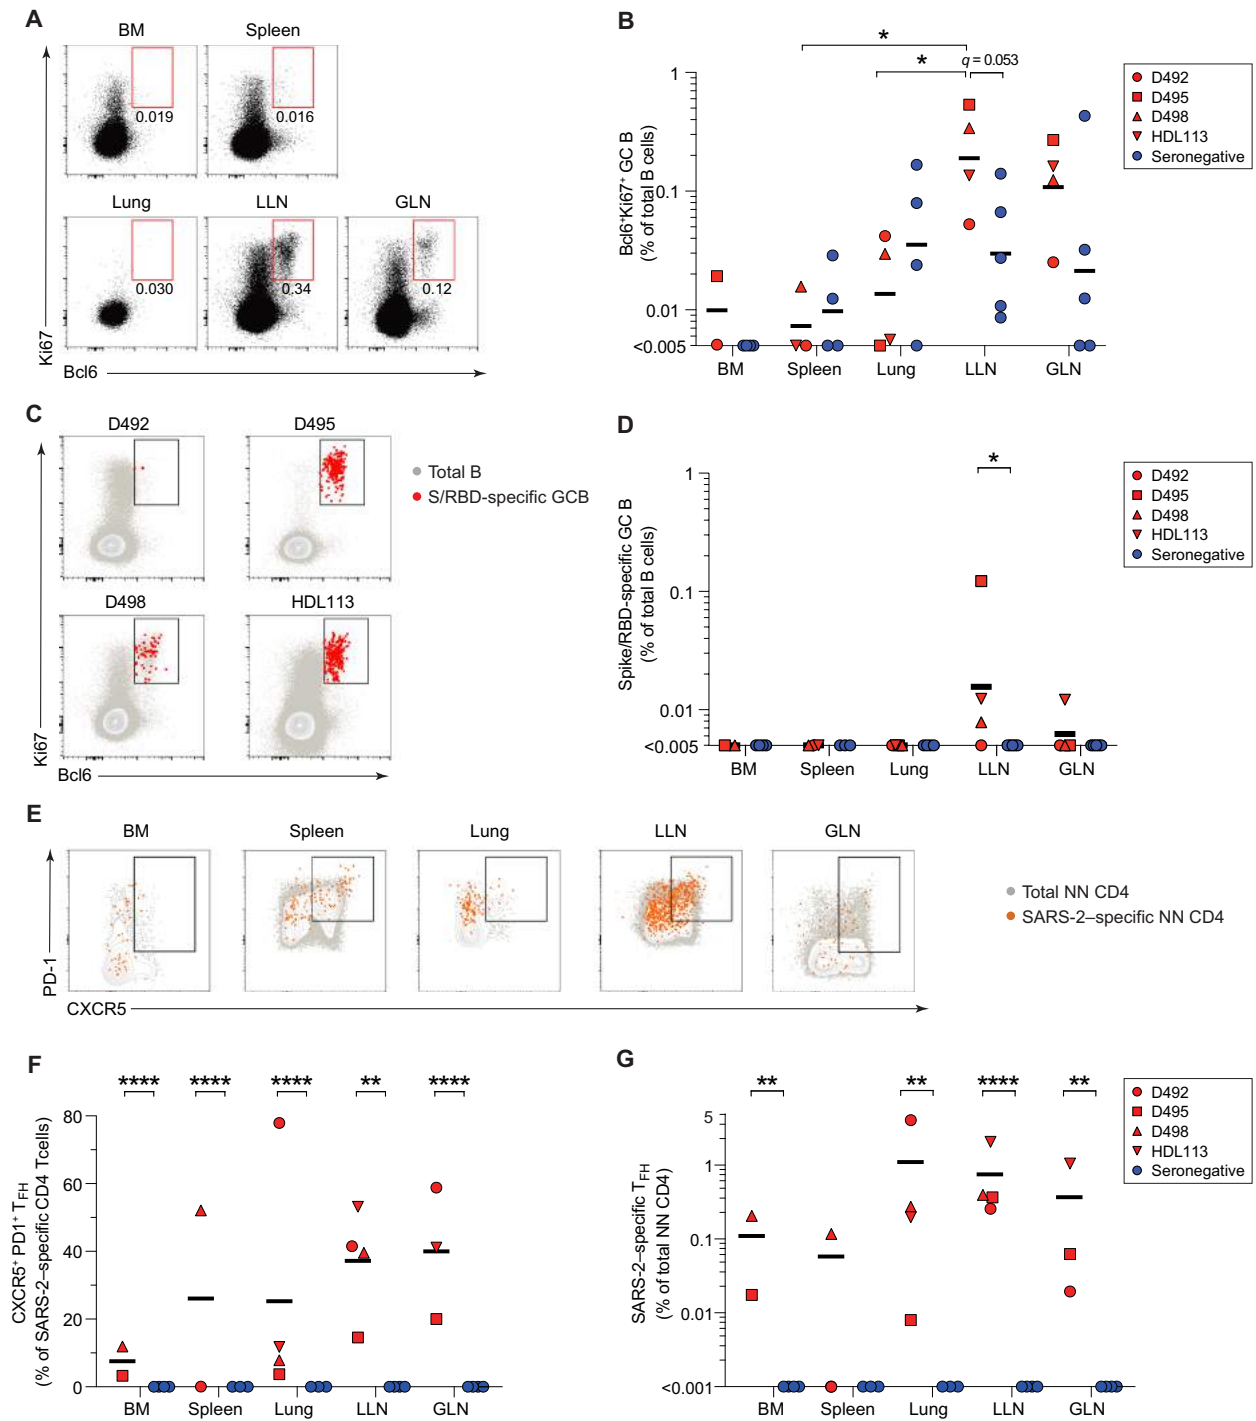 A
BM
Spleen
0.019
0.016
Lung
LLN
GLN
0.030
0.34
0.12
Ki67
Bcl6
B
*
*
q = 0.053
1
0.1
0.01
<0.005
Bcl6⁺Ki67⁺ GC B
(% of total B cells)
BM
Spleen
Lung
LLN
GLN
D492
D495
D498
HDL113
Seronegative
C
D492
D495
D498
HDL113
Total B
S/RBD-specific GCB
Ki67
Bcl6
D
*
1
0.1
0.01
<0.005
Spike/RBD-specific GC B
(% of total B cells)
BM
Spleen
Lung
LLN
GLN
D492
D495
D498
HDL113
Seronegative
E
BM
Spleen
Lung
LLN
GLN
PD-1
CXCR5
Total NN CD4
SARS-2–specific NN CD4
F
****
****
****
**
****
80
60
40
20
0
CXCR5⁺ PD1⁺ TFH
(% of SARS-2–specific CD4 Tcells)
BM
Spleen
Lung
LLN
GLN
G
**
**
****
**
5
1
0.1
0.01
<0.001
SARS-2–specific TFH
(% of total NN CD4)
BM
Spleen
Lung
LLN
GLN
D492
D495
D498
HDL113
Seronegative